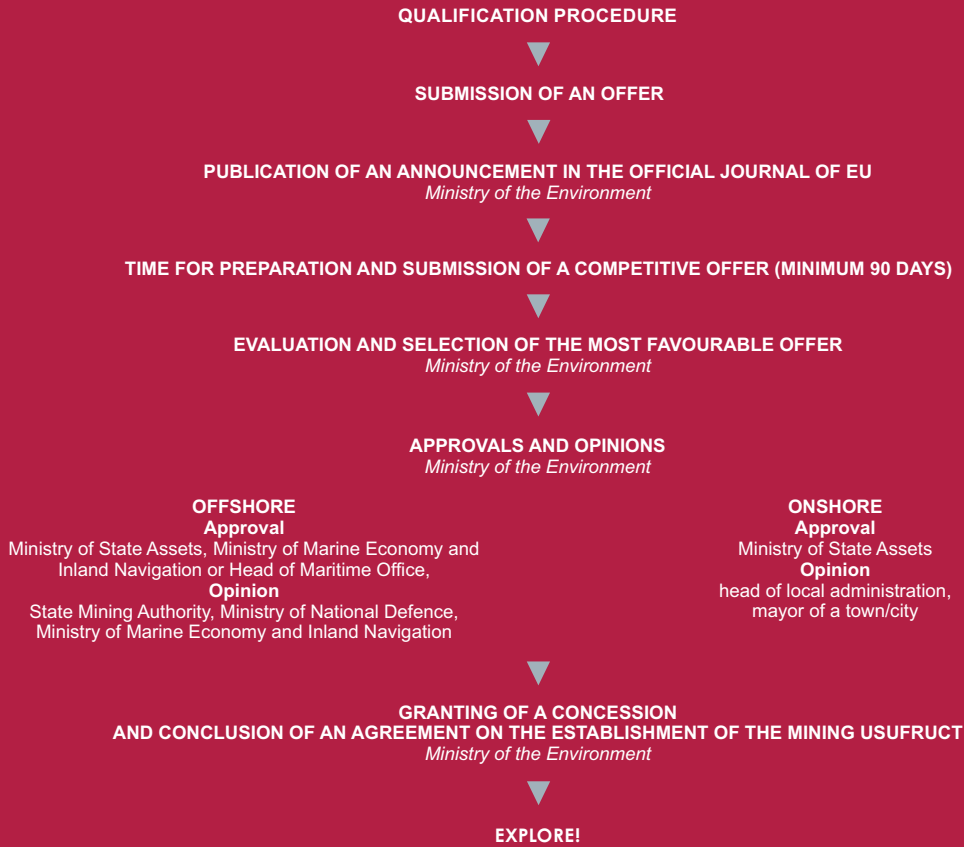 QUALIFICATION PROCEDURE
SUBMISSION OF AN OFFER
PUBLICATION OF AN ANNOUNCEMENT IN THE OFFICIAL JOURNAL OF EU
Ministry of the Environment
TIME FOR PREPARATION AND SUBMISSION OF A COMPETITIVE OFFER (MINIMUM 90 DAYS)
EVALUATION AND SELECTION OF THE MOST FAVOURABLE OFFER
Ministry of the Environment
APPROVALS AND OPINIONS
Ministry of the Environment
OFFSHORE
Approval
Ministry of State Assets, Ministry of Marine Economy and
Inland Navigation or Head of Maritime Office,
Opinion
State Mining Authority, Ministry of National Defence,
Ministry of Marine Economy and Inland Navigation
ONSHORE
Approval
Ministry of State Assets
Opinion
head of local administration,
mayor of a town/city
GRANTING OF A CONCESSION
AND CONCLUSION OF AN AGREEMENT ON THE ESTABLISHMENT OF THE MINING USUFRUCT
Ministry of the Environment
EXPLORE!